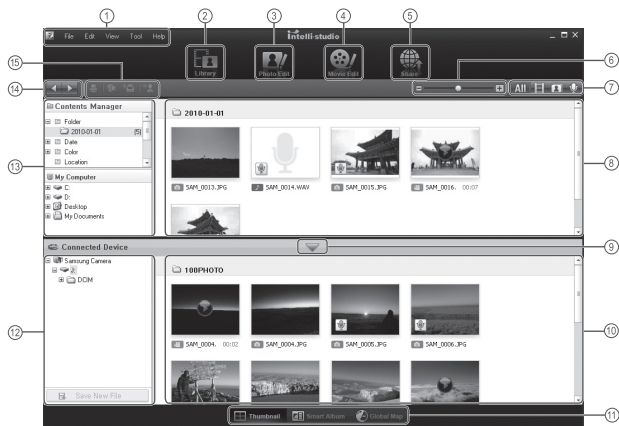 1 2 3 4 5
File Edit View Tool Help
intelli-studio
Library Photo Edit Movie Edit Share
15
6
14
All
7
Contents Manager
Folder
2010-01-01 (5)
Date
Color
Location
13
My Computer
C:
D:
Desktop
My Documents
2010-01-01
SAM_0013.JPG SAM_0014.WAV SAM_0015.JPG SAM_0016. 00:07
8
Connected Device
9
Samsung Camera
DCIM
12
Save New File
100PHOTO
SAM_0004. 00:02 SAM_0004.JPG SAM_0005.JPG SAM_0006.JPG
10
Thumbnail Smart Album Global Map
11